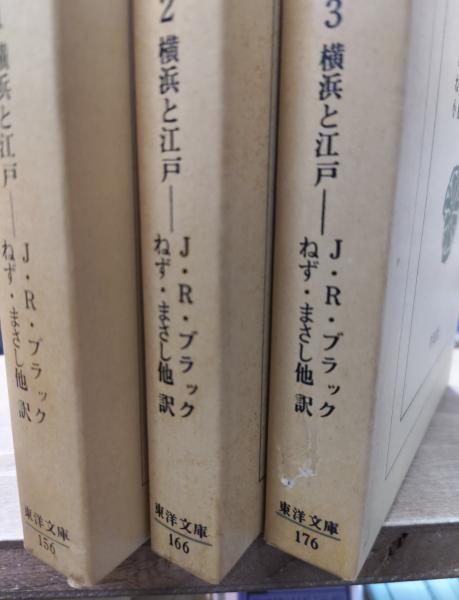 横浜と江戸——
J・R・ブラック
ねず・まさし他 訳
東洋文庫
156
2 横浜と江戸——
J・R・ブラック
ねず・まさし他 訳
東洋文庫
166
3 横浜と江戸——
J・R・ブラック
ねず・まさし他 訳
東洋文庫
176